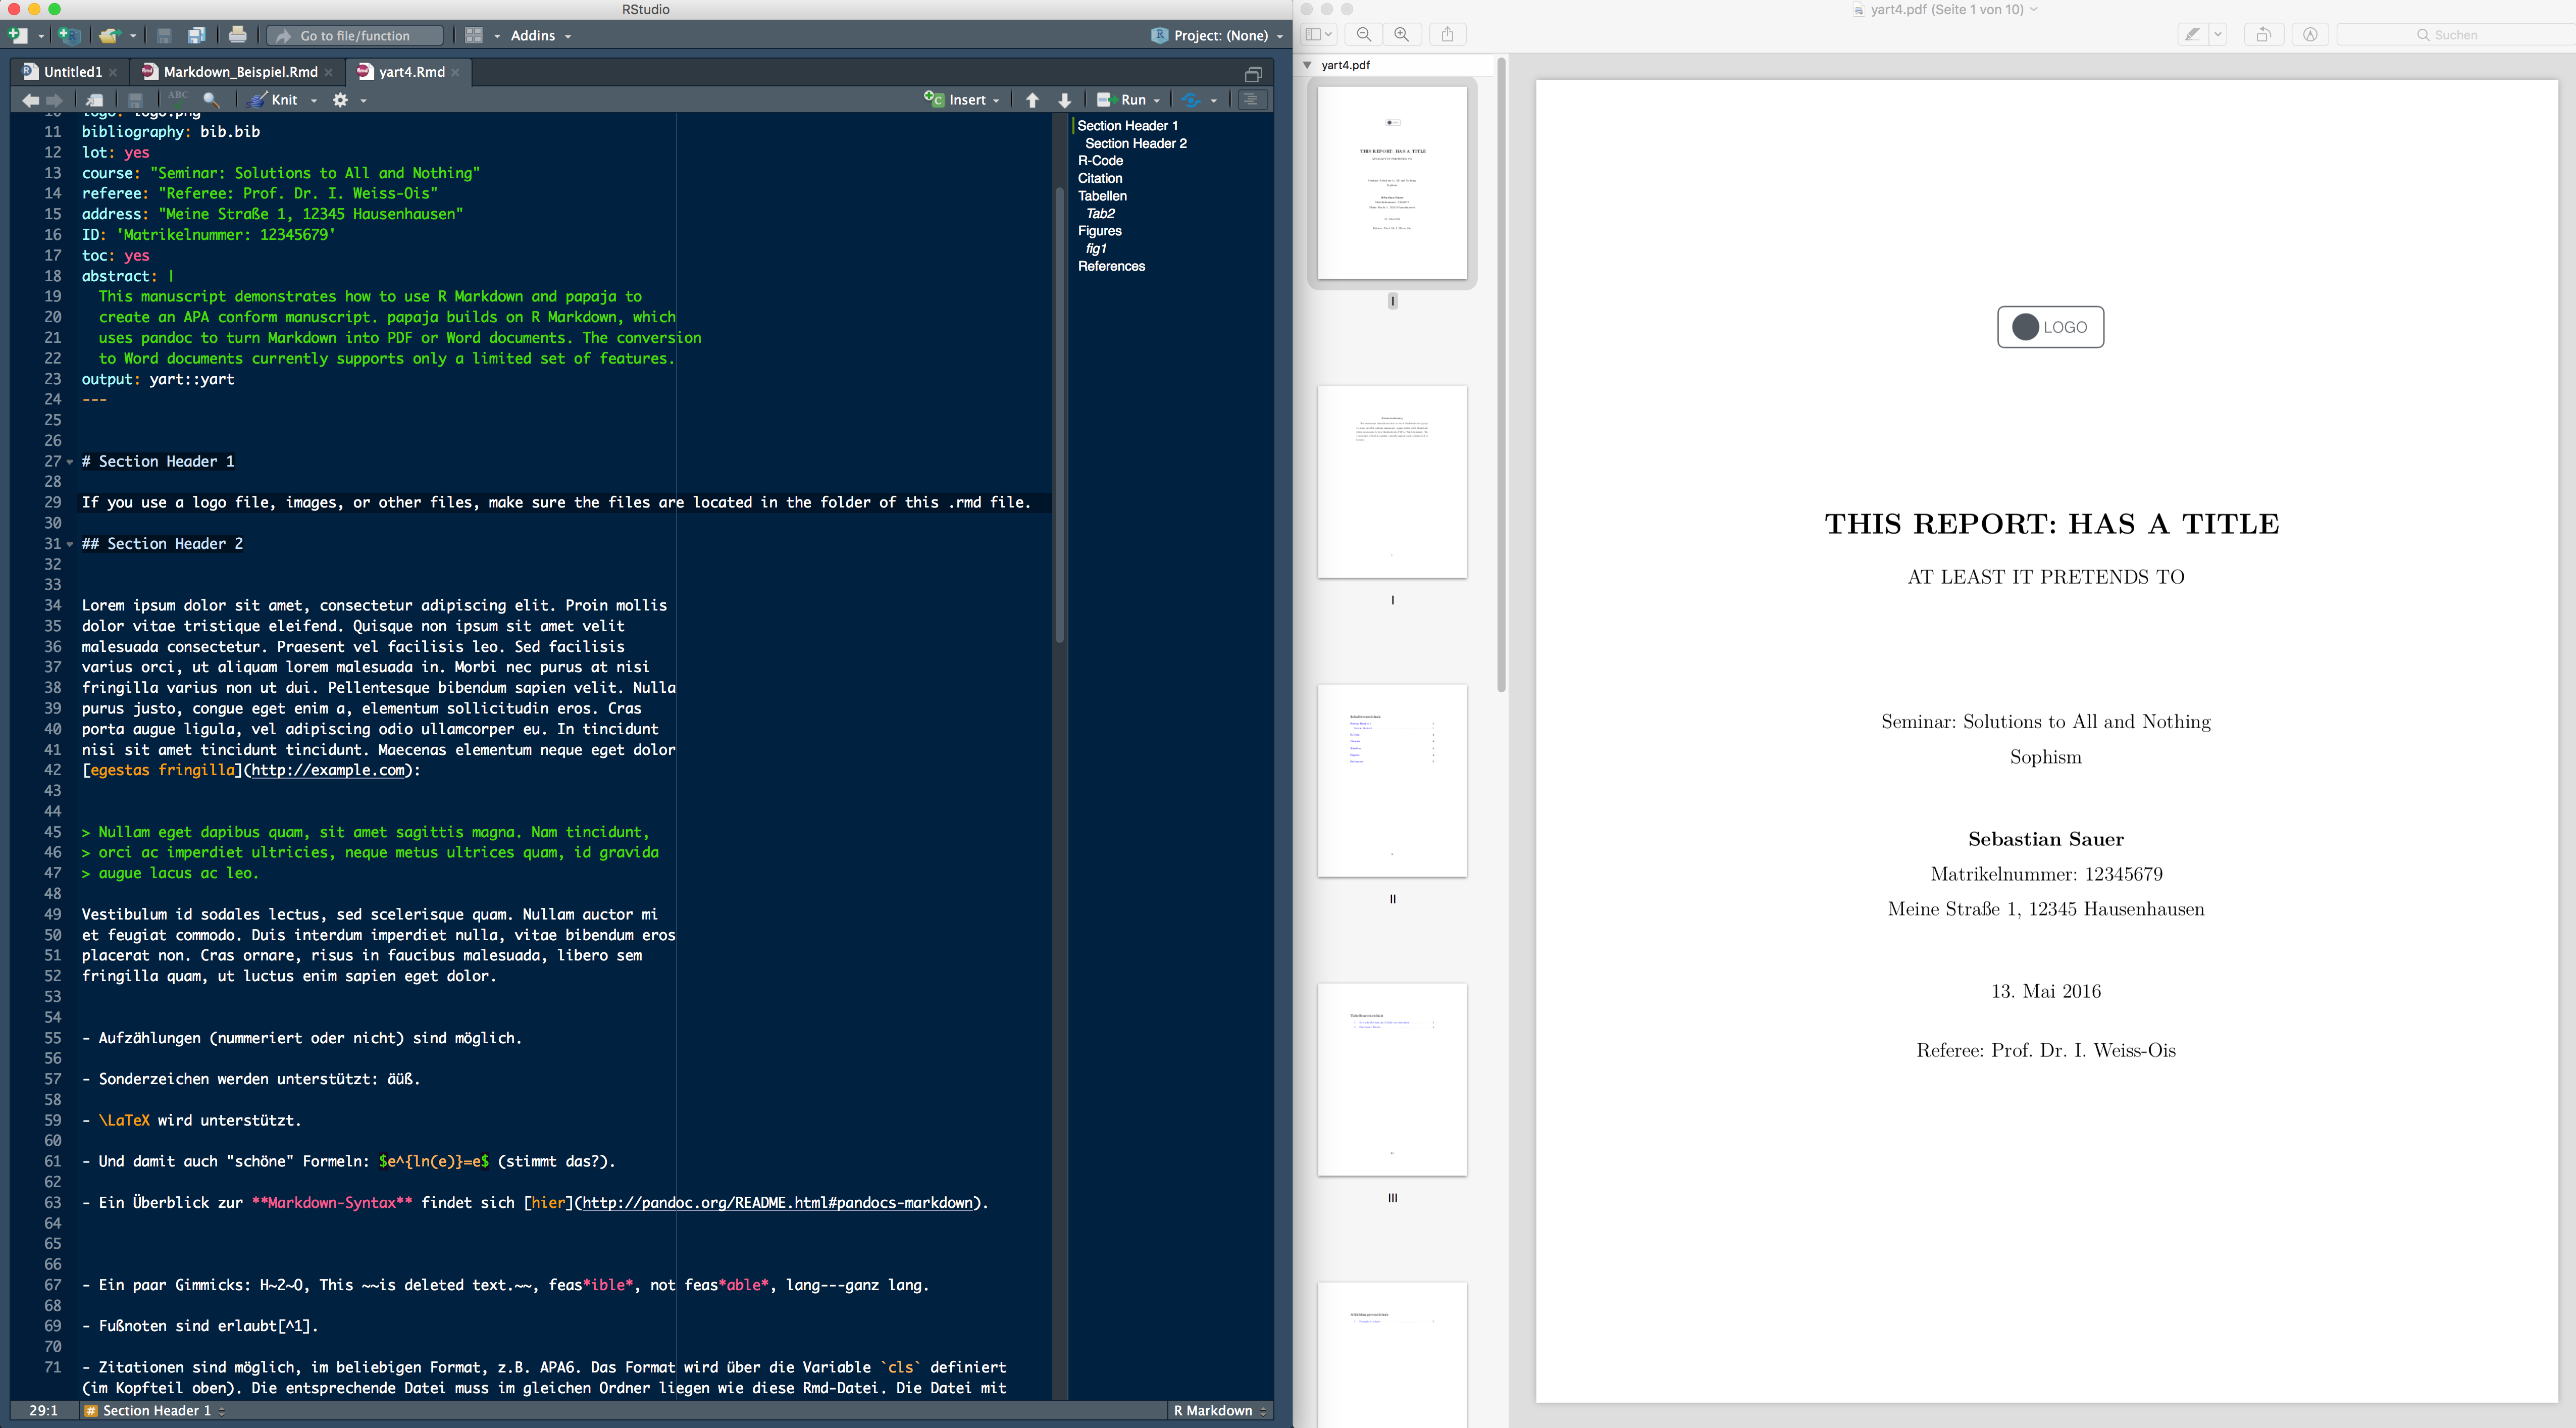 RStudio
Go to file/function
Addins
Project: (None)
Untitled1
Markdown_Beispiel.Rmd
yart4.Rmd
ABC
Knit
Insert
Run
10 logo: logo.png
11 bibliography: bib.bib
12 lot: yes
13 course: "Seminar: Solutions to All and Nothing"
14 referee: "Referee: Prof. Dr. I. Weiss-Ois"
15 address: "Meine Straße 1, 12345 Hausenhausen"
16 ID: 'Matrikelnummer: 12345679'
17 toc: yes
18 abstract: |
19 This manuscript demonstrates how to use R Markdown and papaja to
20 create an APA conform manuscript. papaja builds on R Markdown, which
21 uses pandoc to turn Markdown into PDF or Word documents. The conversion
22 to Word documents currently supports only a limited set of features.
23 output: yart::yart
24 ---
25
26
27 # Section Header 1
28
29 If you use a logo file, images, or other files, make sure the files are located in the folder of this .rmd file.
30
31 ## Section Header 2
32
33
34 Lorem ipsum dolor sit amet, consectetur adipiscing elit. Proin mollis
35 dolor vitae tristique eleifend. Quisque non ipsum sit amet velit
36 malesuada consectetur. Praesent vel facilisis leo. Sed facilisis
37 varius orci, ut aliquam lorem malesuada in. Morbi nec purus at nisi
38 fringilla varius non ut dui. Pellentesque bibendum sapien velit. Nulla
39 purus justo, congue eget enim a, elementum sollicitudin eros. Cras
40 porta augue ligula, vel adipiscing odio ullamcorper eu. In tincidunt
41 nisi sit amet tincidunt tincidunt. Maecenas elementum neque eget dolor
42 [egestas fringilla](http://example.com):
43
44
45 > Nullam eget dapibus quam, sit amet sagittis magna. Nam tincidunt,
46 > orci ac imperdiet ultricies, neque metus ultrices quam, id gravida
47 > augue lacus ac leo.
48
49 Vestibulum id sodales lectus, sed scelerisque quam. Nullam auctor mi
50 et feugiat commodo. Duis interdum imperdiet nulla, vitae bibendum eros
51 placerat non. Cras ornare, risus in faucibus malesuada, libero sem
52 fringilla quam, ut luctus enim sapien eget dolor.
53
54
55 - Aufzählungen (nummeriert oder nicht) sind möglich.
56
57 - Sonderzeichen werden unterstützt: äüß.
58
59 - \LaTeX wird unterstützt.
60
61 - Und damit auch "schöne" Formeln: $e^{ln(e)}=e$ (stimmt das?).
62
63 - Ein Überblick zur **Markdown-Syntax** findet sich [hier](http://pandoc.org/README.html#pandocs-markdown).
64
65
66
67 - Ein paar Gimmicks: H~2~O, This ~~is deleted text.~~, feas*ible*, not feas*able*, lang---ganz lang.
68
69 - Fußnoten sind erlaubt[^1].
70
71 - Zitationen sind möglich, im beliebigen Format, z.B. APA6. Das Format wird über die Variable `cls` definiert
(im Kopfteil oben). Die entsprechende Datei muss im gleichen Ordner liegen wie diese Rmd-Datei. Die Datei mit
29:1
# Section Header 1
R Markdown
Section Header 1
Section Header 2
R-Code
Citation
Tabellen
Tab2
Figures
fig1
References
yart4.pdf (Seite 1 von 10)
Suchen
yart4.pdf
THIS REPORT: HAS A TITLE
I
I
II
III
LOGO
THIS REPORT: HAS A TITLE
AT LEAST IT PRETENDS TO
Seminar: Solutions to All and Nothing
Sophism
Sebastian Sauer
Matrikelnummer: 12345679
Meine Straße 1, 12345 Hausenhausen
13. Mai 2016
Referee: Prof. Dr. I. Weiss-Ois